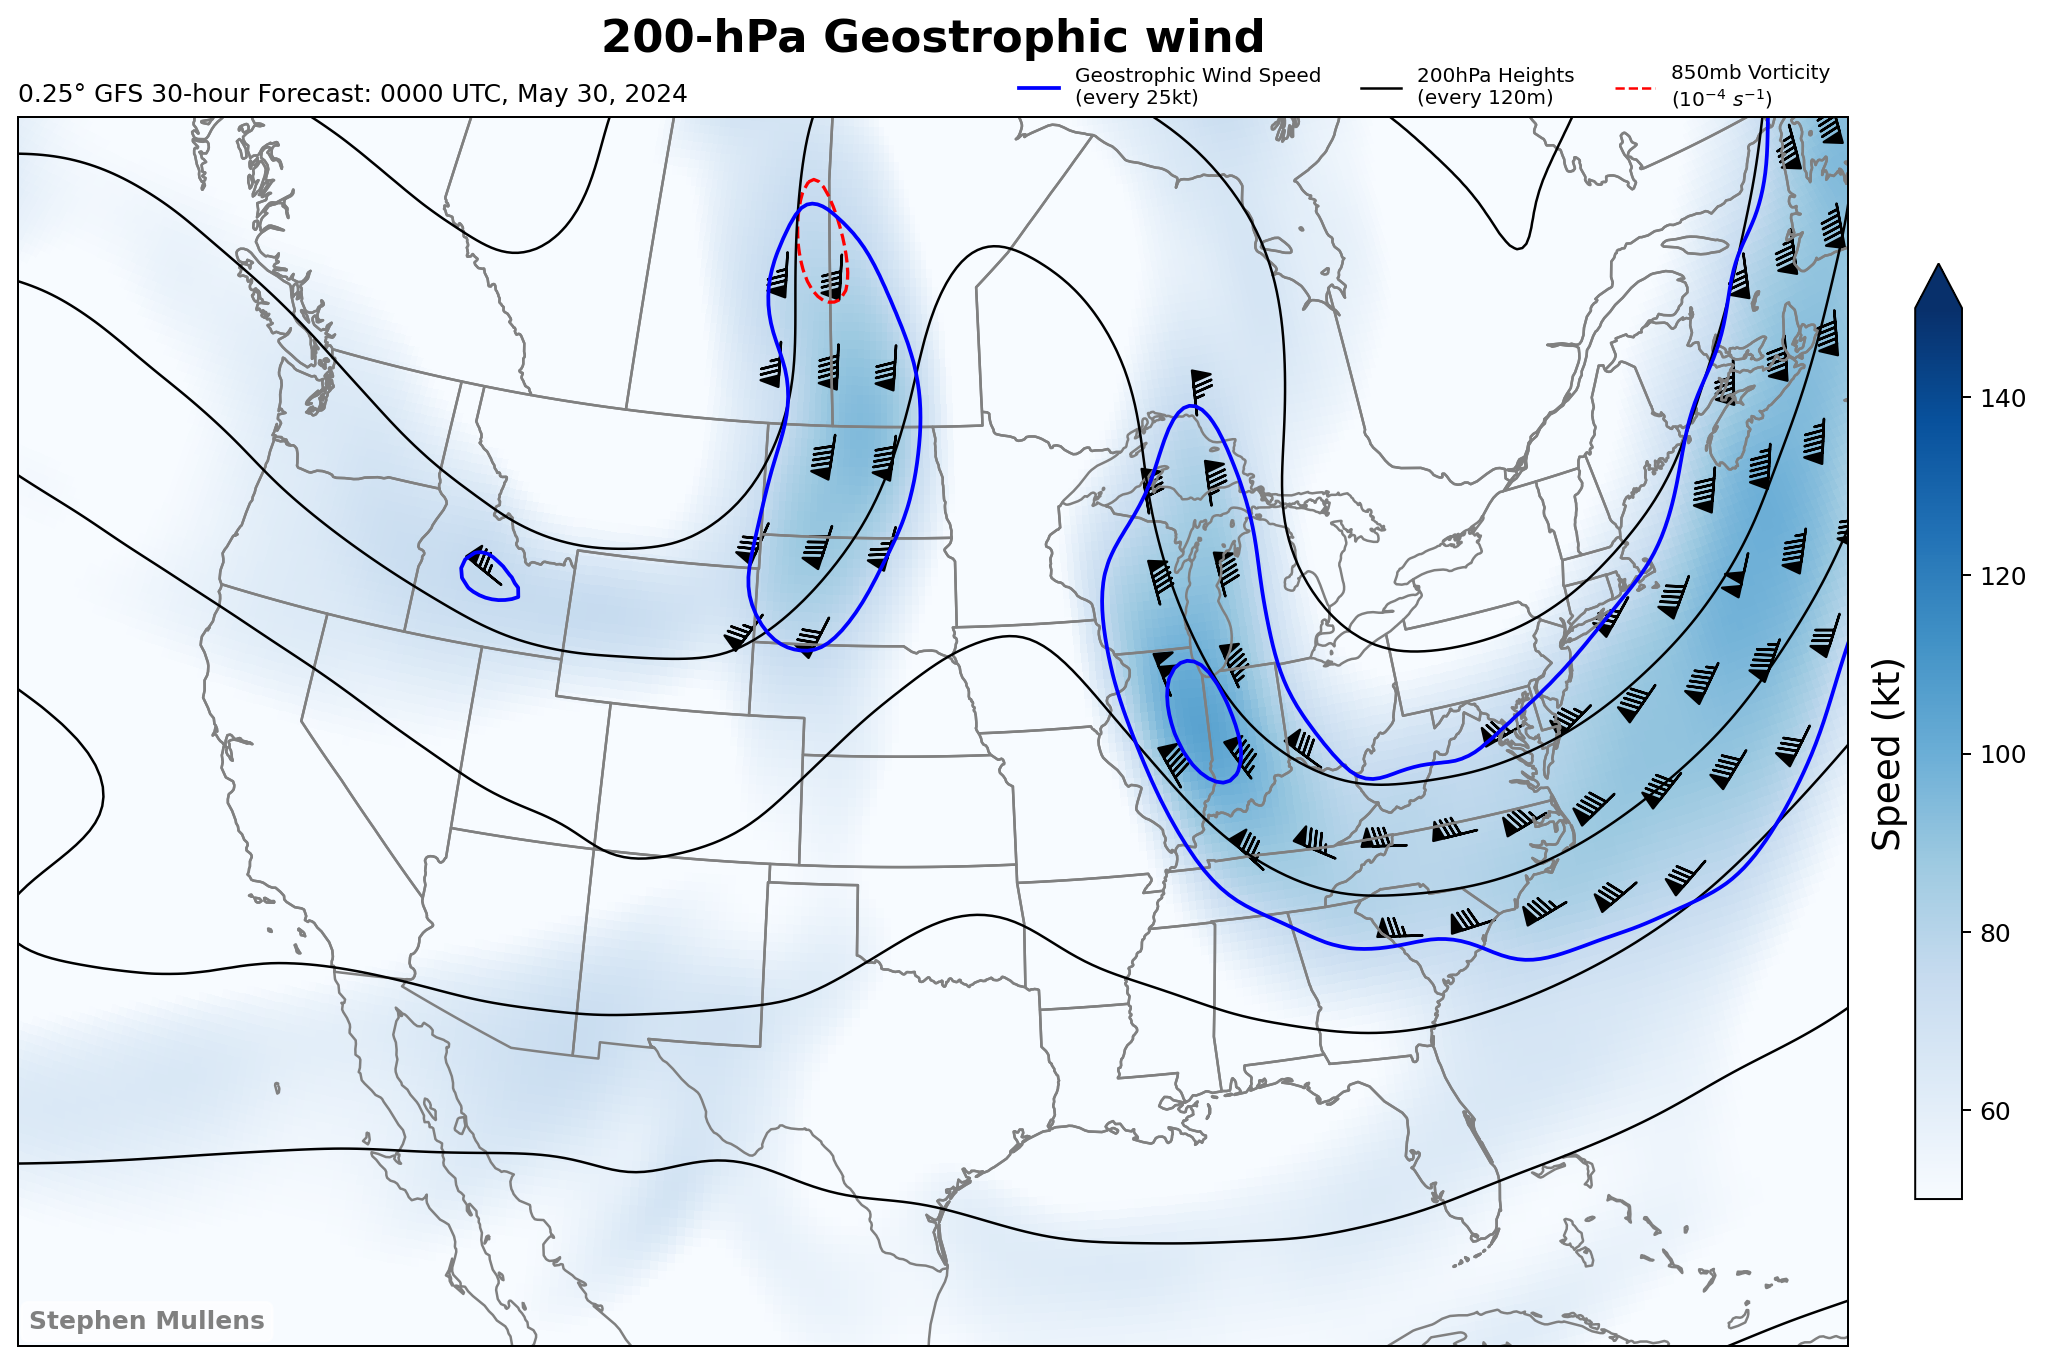 200-hPa Geostrophic wind
0.25° GFS 30-hour Forecast: 0000 UTC, May 30, 2024
Geostrophic Wind Speed
(every 25kt)
200hPa Heights
(every 120m)
850mb Vorticity
(10⁻⁴ s⁻¹)
140
120
100
80
60
Speed (kt)
Stephen Mullens